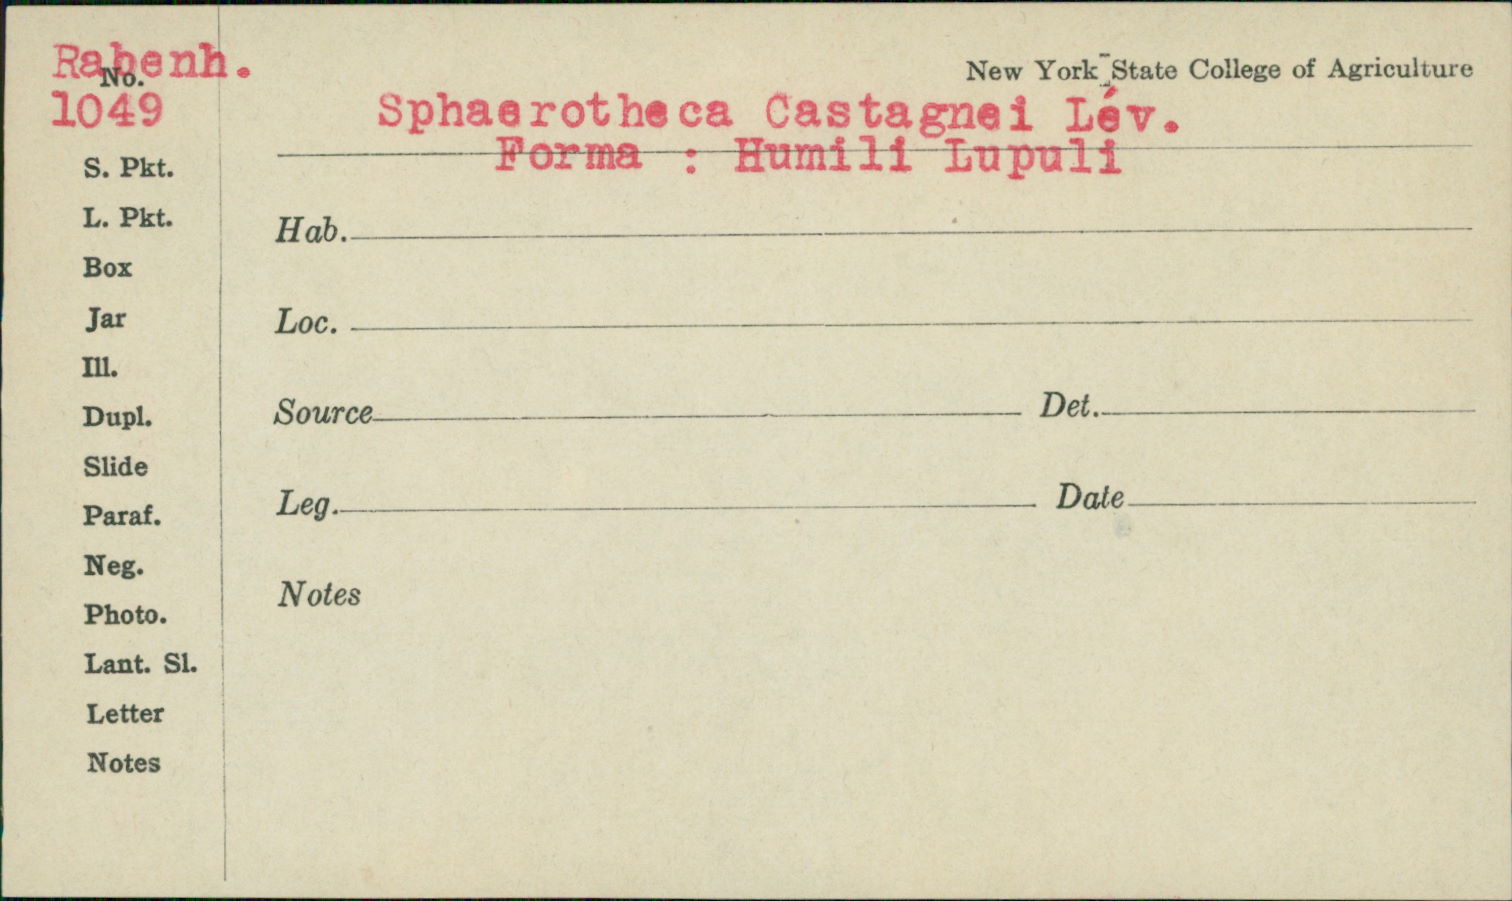 Rabenh.
No.
1049
New York State College of Agriculture
Sphaerotheca Castagnei Lév.
Forma : Humili Lupuli
S. Pkt.
L. Pkt.
Box
Jar
Ill.
Dupl.
Slide
Paraf.
Neg.
Photo.
Lant. Sl.
Letter
Notes
Hab.
Loc.
Source Det.
Leg. Date
Notes